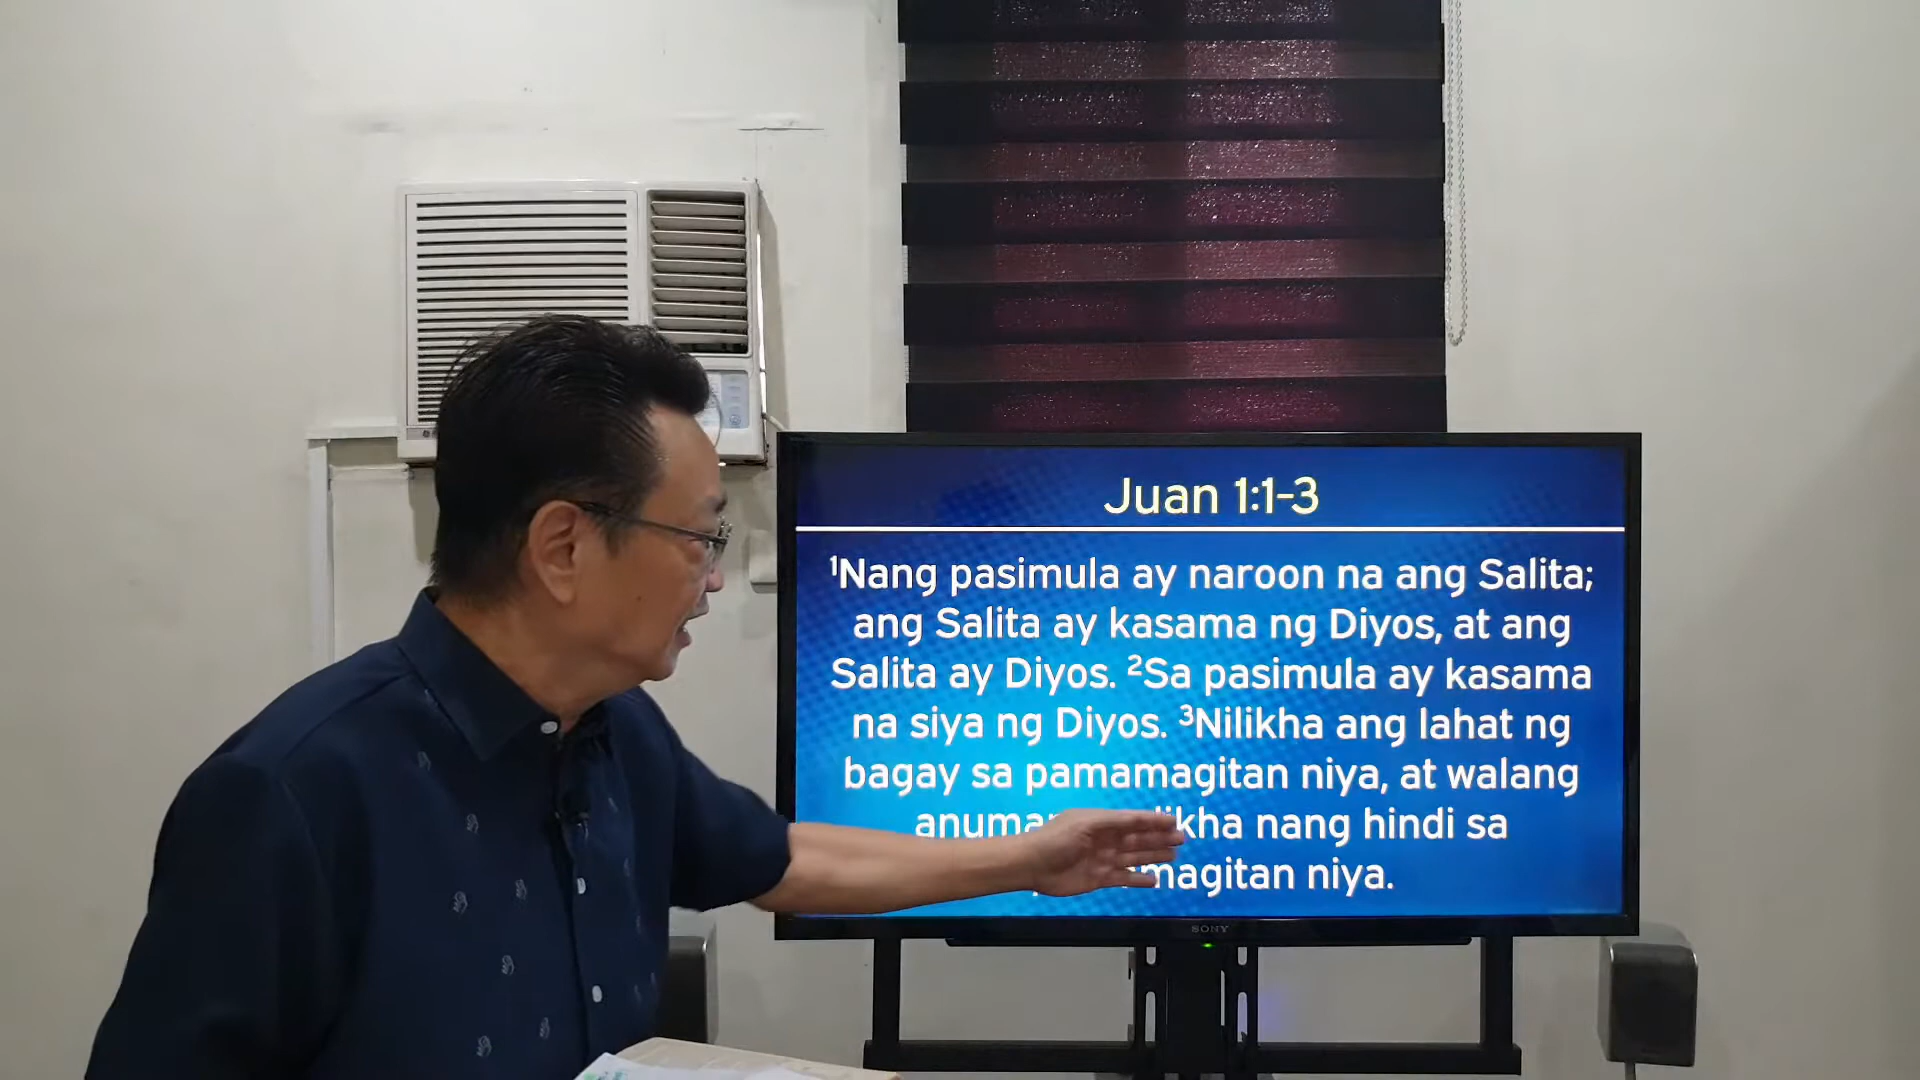 Juan 1:1-3
¹Nang pasimula ay naroon na ang Salita;
ang Salita ay kasama ng Diyos, at ang
Salita ay Diyos. ²Sa pasimula ay kasama
na siya ng Diyos. ³Nilikha ang lahat ng
bagay sa pamamagitan niya, at walang
nang hindi sa
niya.
SONY